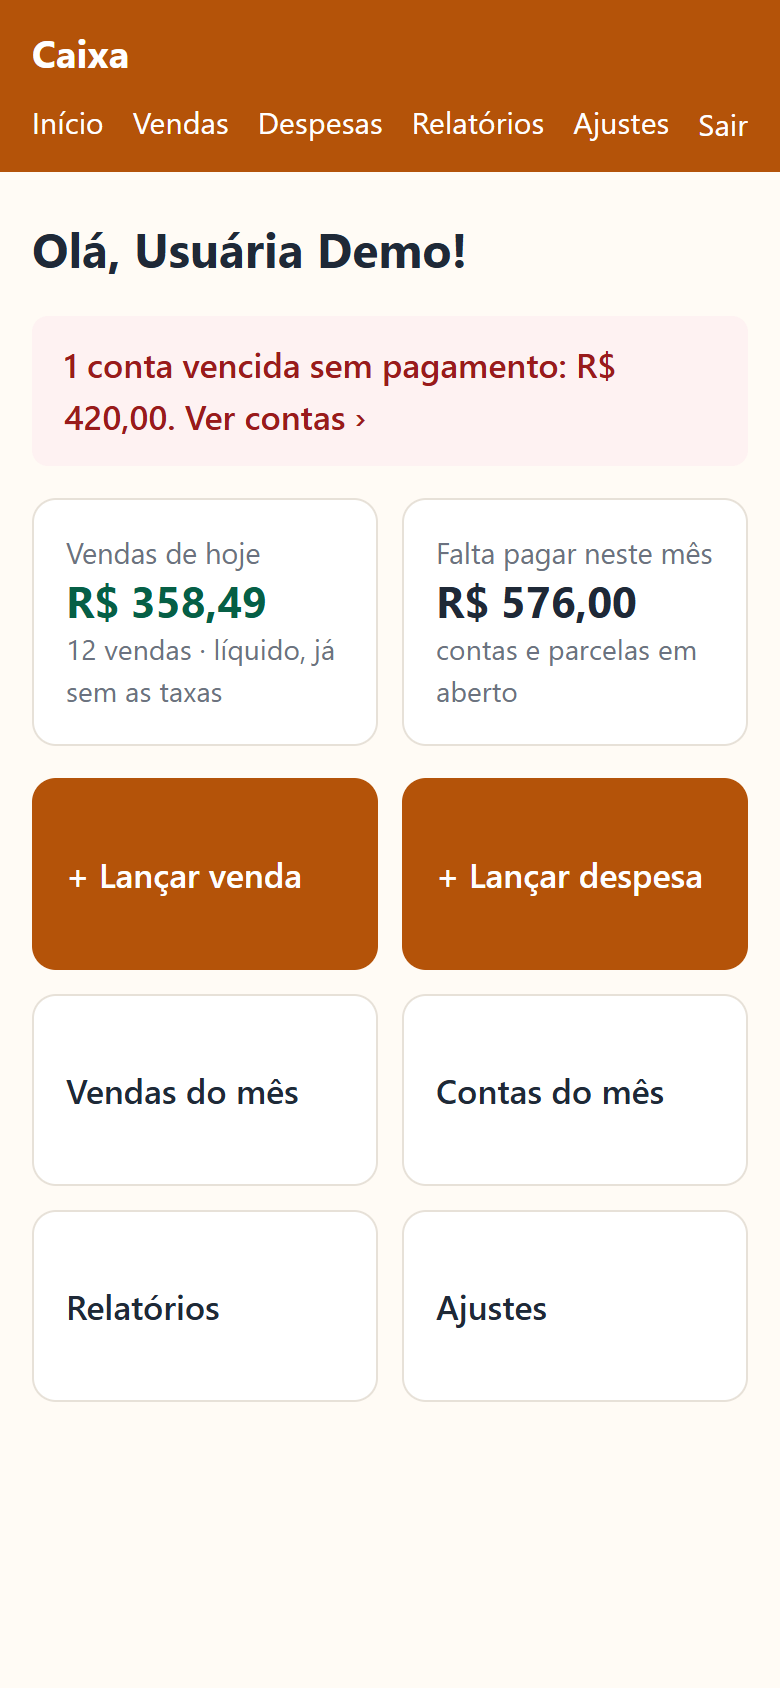 Caixa
Início Vendas Despesas Relatórios Ajustes Sair
Olá, Usuária Demo!
1 conta vencida sem pagamento: R$
420,00. Ver contas ›
Vendas de hoje
R$ 358,49
12 vendas · líquido, já
sem as taxas
Falta pagar neste mês
R$ 576,00
contas e parcelas em
aberto
+ Lançar venda
+ Lançar despesa
Vendas do mês
Contas do mês
Relatórios
Ajustes